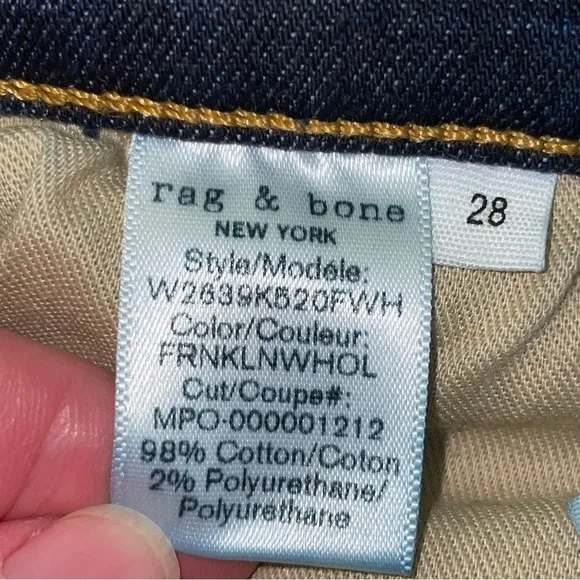 rag & bone
NEW YORK
28
Style/Modèle:
W2639K520FWH
Color/Couleur:
FRNKLNWHOL
Cut/Coupe#:
MPO-000001212
98% Cotton/Coton
2% Polyurethane/
Polyurethane